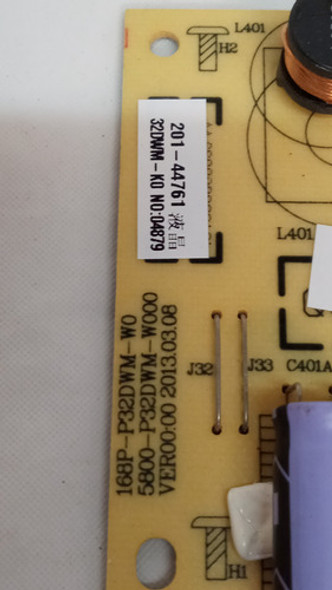 L401
H2
201-44761 液晶
32DWM-K0 NO:04879
L401
168P-P32DWM-W0
5800-P32DWM-W000
VER00:00 2013.03.08
J32
J33
C401A
H1